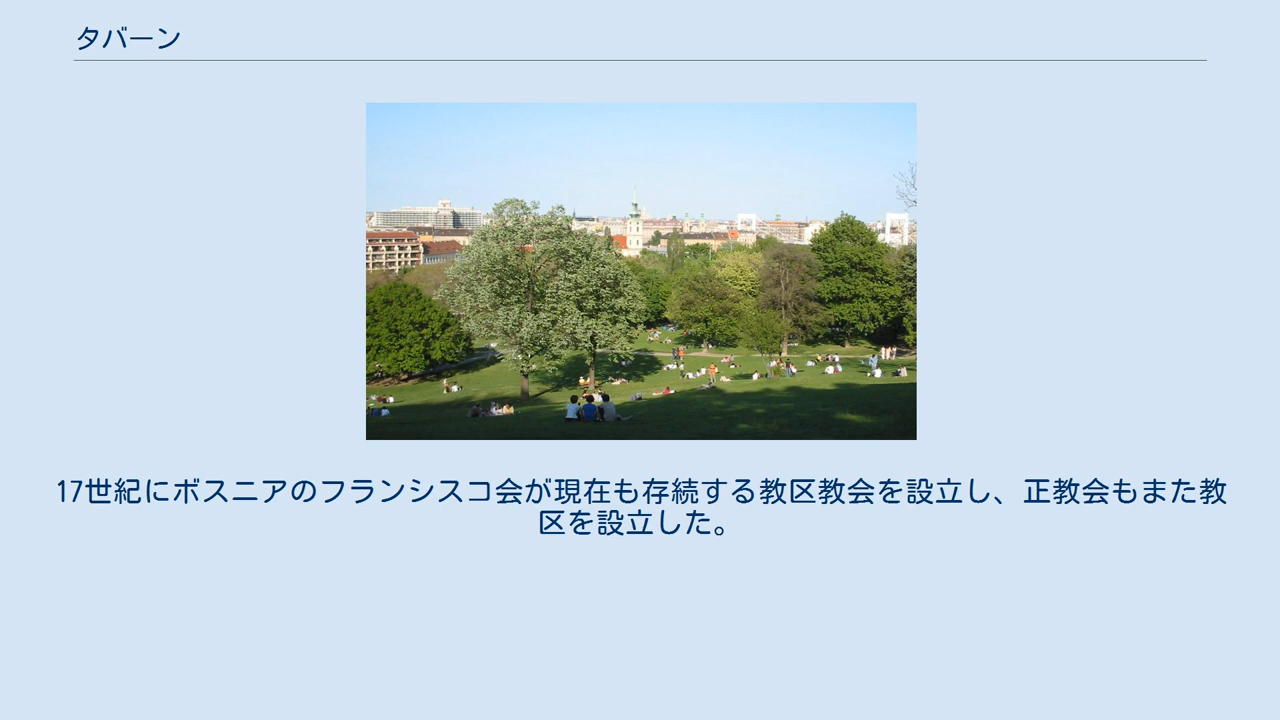 タバーン
17世紀にボスニアのフランシスコ会が現在も存続する教区教会を設立し、正教会もまた教
区を設立した。